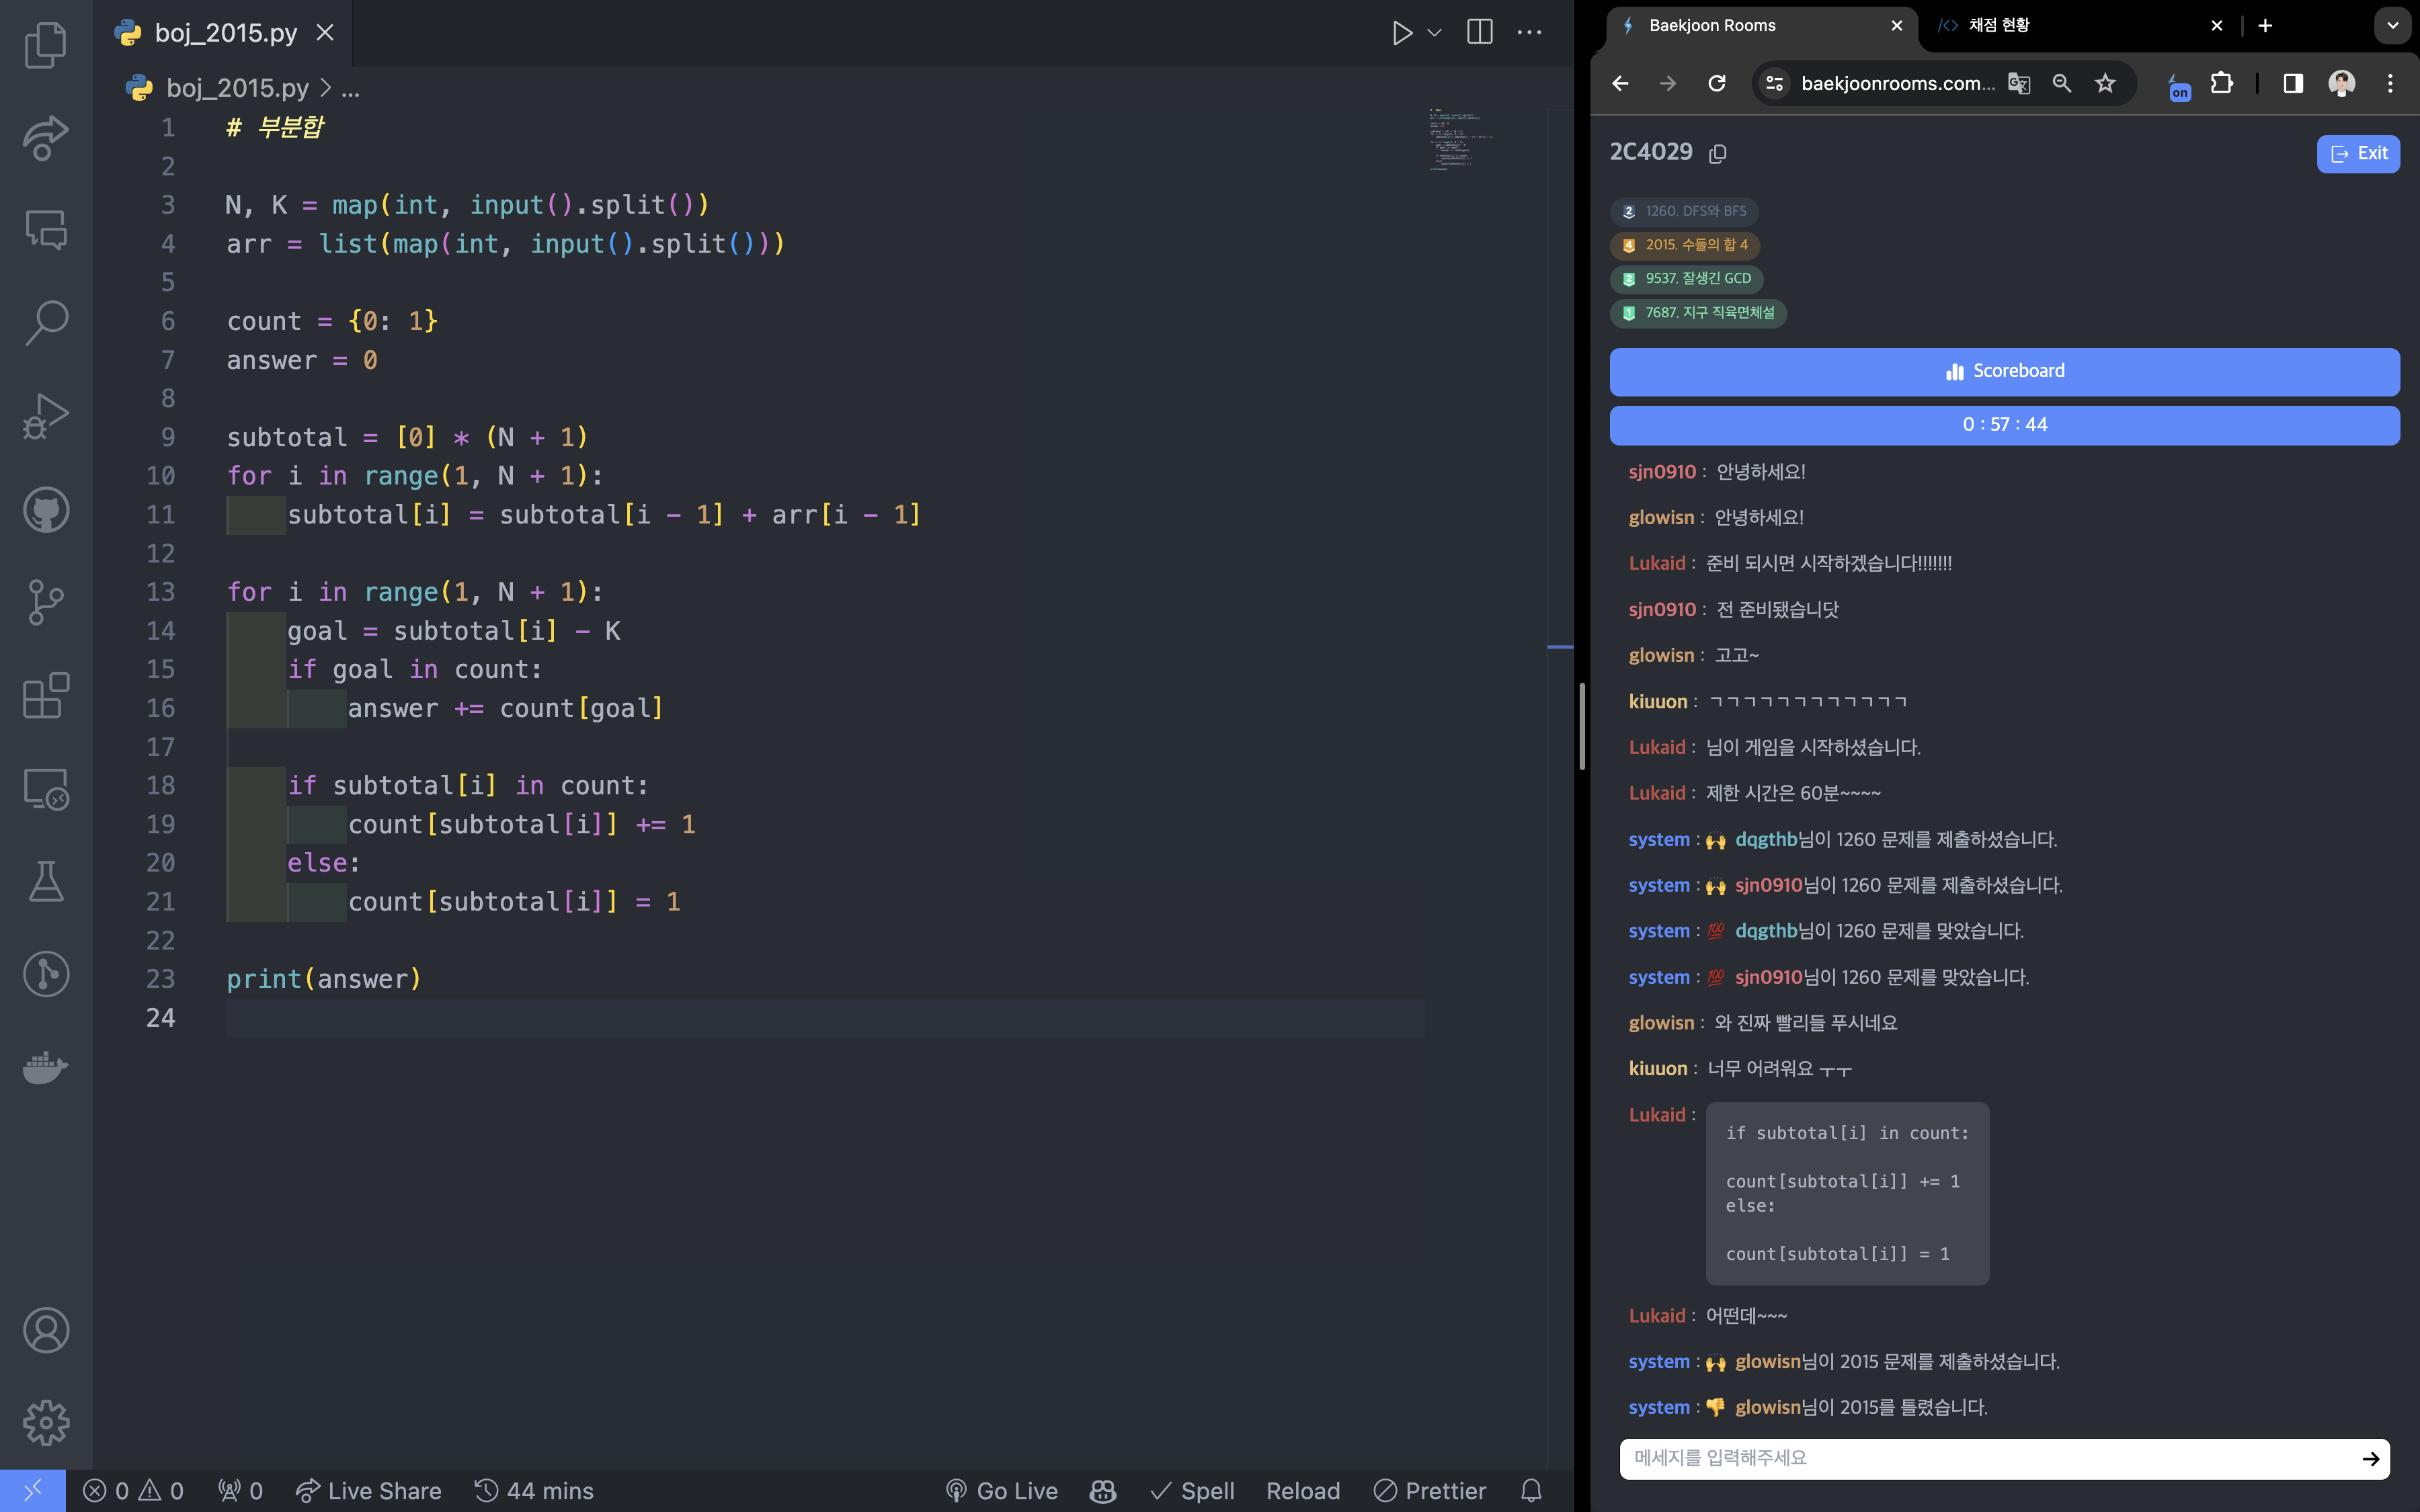 boj_2015.py
boj_2015.py > ...
1 # 부분합
2
3 N, K = map(int, input().split())
4 arr = list(map(int, input().split()))
5
6 count = {0: 1}
7 answer = 0
8
9 subtotal = [0] * (N + 1)
10 for i in range(1, N + 1):
11 subtotal[i] = subtotal[i - 1] + arr[i - 1]
12
13 for i in range(1, N + 1):
14 goal = subtotal[i] - K
15 if goal in count:
16 answer += count[goal]
17
18 if subtotal[i] in count:
19 count[subtotal[i]] += 1
20 else:
21 count[subtotal[i]] = 1
22
23 print(answer)
24
0 0 0 Live Share 44 mins Go Live Spell Reload Prettier
Baekjoon Rooms
채점 현황
baekjoonrooms.com...
on
2C4029
Exit
2 1260. DFS와 BFS
4 2015. 수들의 합 4
2 9537. 잘생긴 GCD
1 7687. 지구 직육면체설
Scoreboard
0 : 57 : 44
sjn0910 : 안녕하세요!
glowisn : 안녕하세요!
Lukaid : 준비 되시면 시작하겠습니다!!!!!!!
sjn0910 : 전 준비됐습니닷
glowisn : 고고~
kiuuon : ㄱㄱㄱㄱㄱㄱㄱㄱㄱㄱㄱㄱㄱ
Lukaid : 님이 게임을 시작하셨습니다.
Lukaid : 제한 시간은 60분~~~~
system : 🙌 dqgthb님이 1260 문제를 제출하셨습니다.
system : 🙌 sjn0910님이 1260 문제를 제출하셨습니다.
system : 💯 dqgthb님이 1260 문제를 맞았습니다.
system : 💯 sjn0910님이 1260 문제를 맞았습니다.
glowisn : 와 진짜 빨리들 푸시네요
kiuuon : 너무 어려워요 ㅜㅜ
Lukaid :
if subtotal[i] in count:
count[subtotal[i]] += 1
else:
count[subtotal[i]] = 1
Lukaid : 어떤데~~~
system : 🙌 glowisn님이 2015 문제를 제출하셨습니다.
system : 👎 glowisn님이 2015를 틀렸습니다.
메세지를 입력해주세요